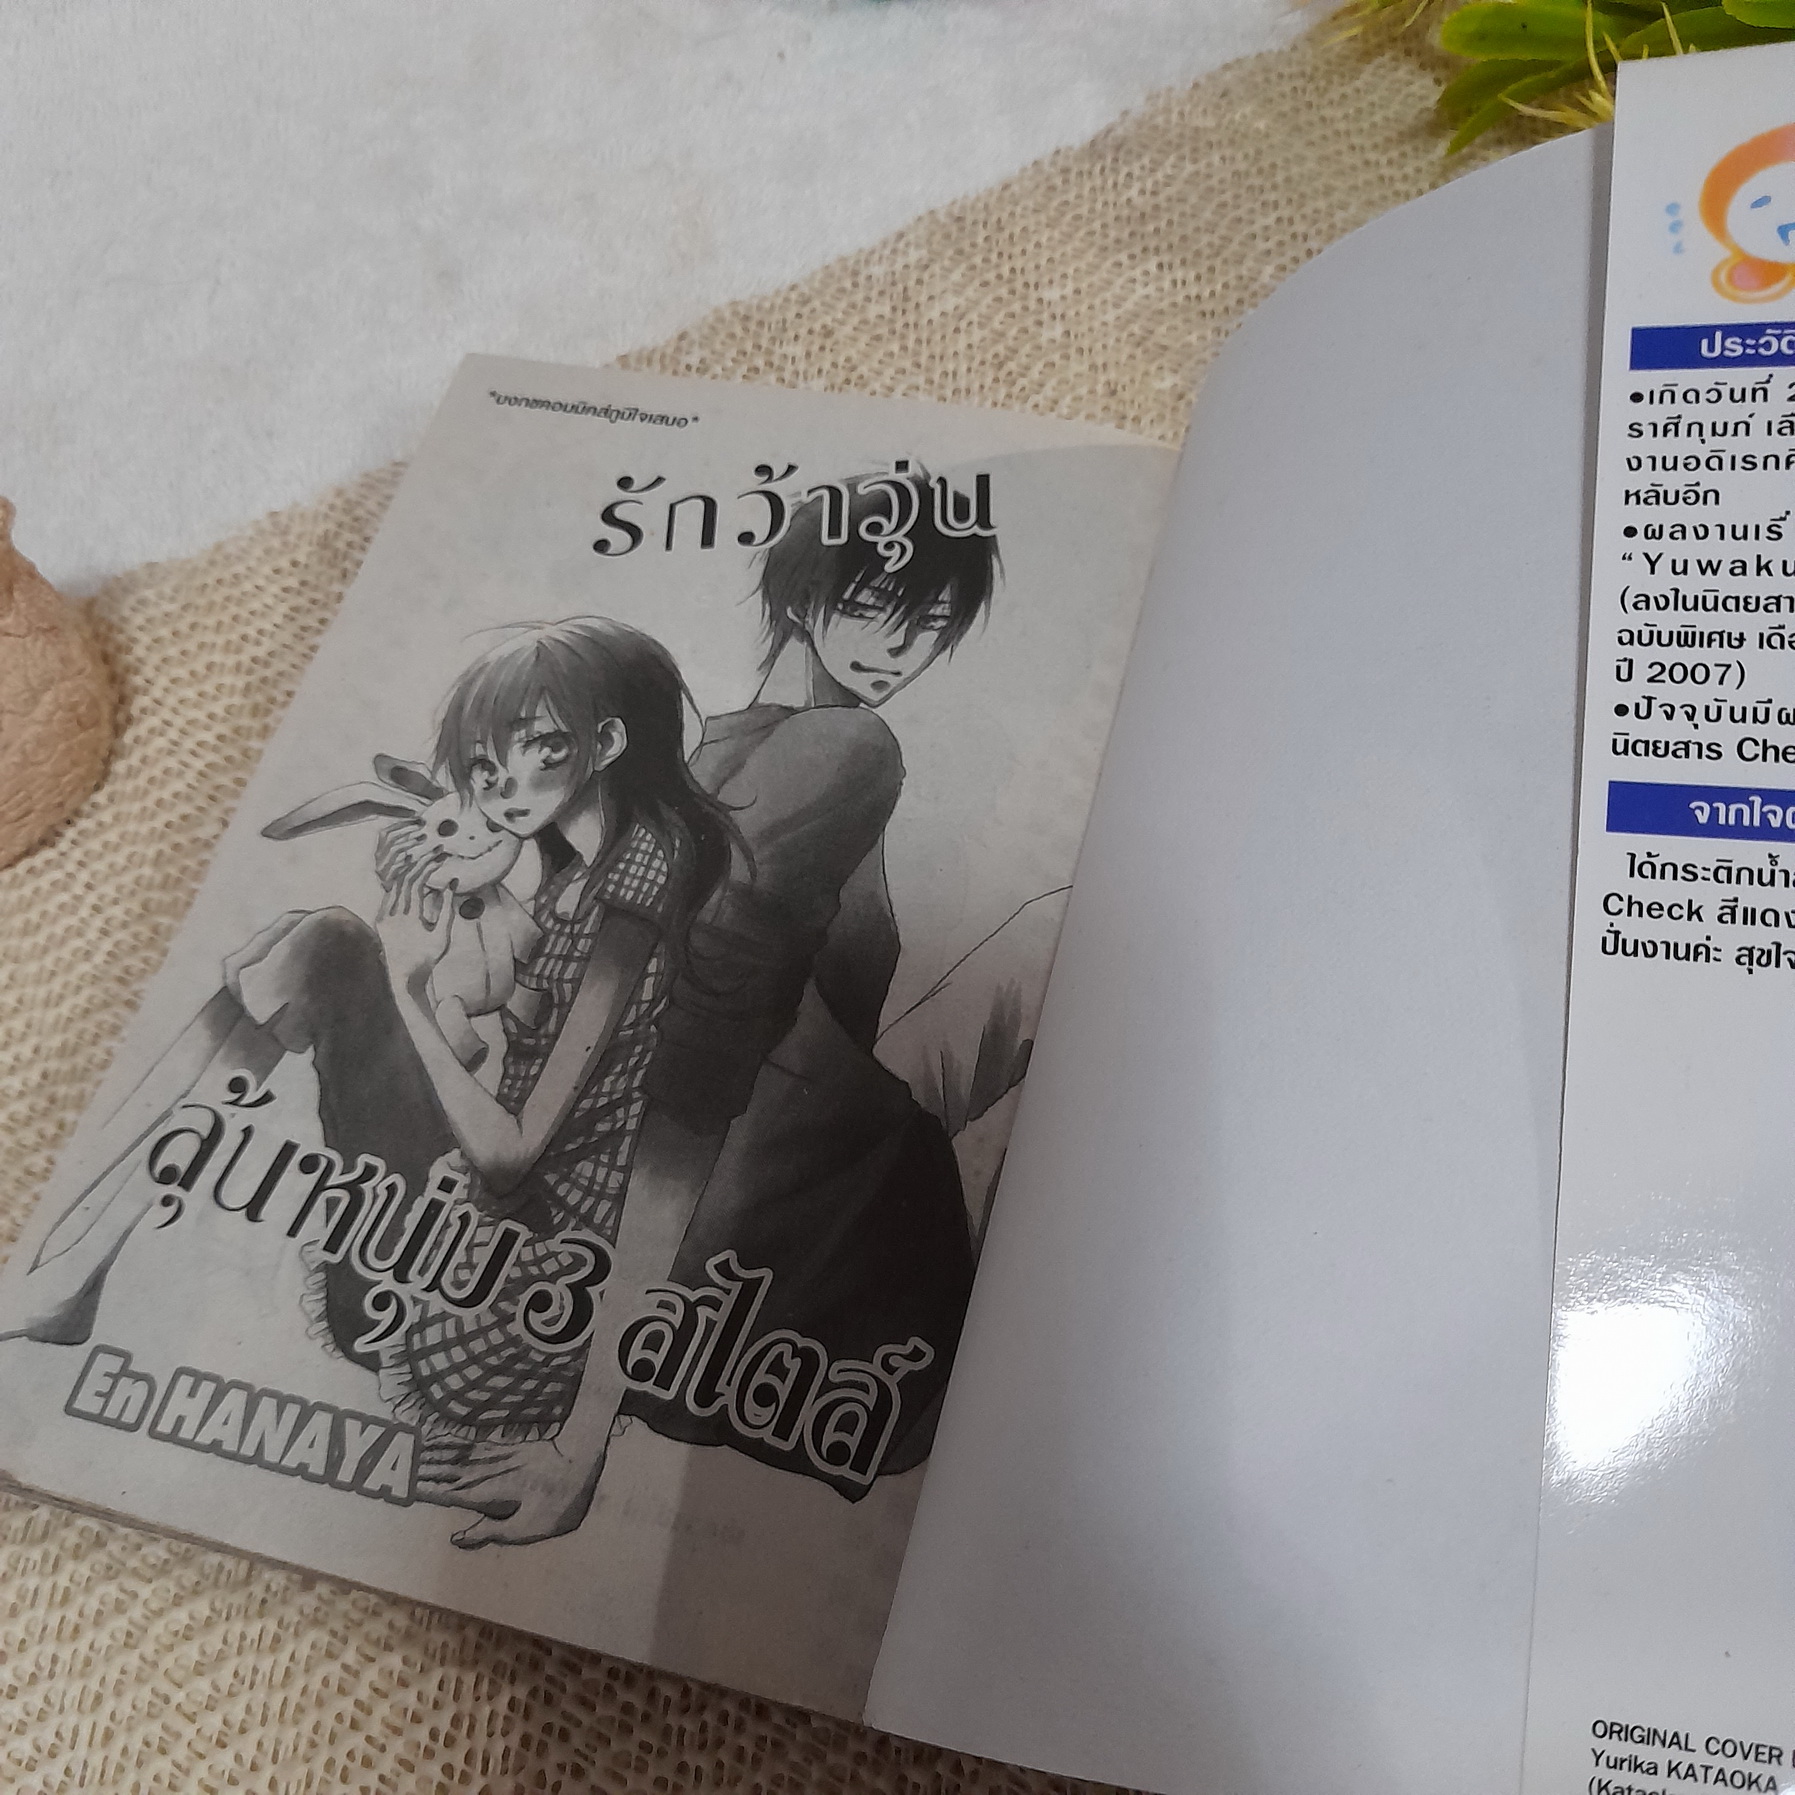 "บงกชคอมมิคส์ภูมิใจเสนอ"
รักว้าวุ่น
ลุ้นหนุ่ม 3 สไตล์
En HANAYA
ประวัติ
●เกิดวันที่ 2
ราศีกุมภ์
งานอดิเรก
หลับอีก
●ผลงานเรื่
"Yuwaku
(ลงในนิตยสา
ฉบับพิเศษ เดือ
ปี 2007)
●ปัจจุบันมีผ
นิตยสาร Che
จากใจ
ได้กระติกน้ำ
Check สีแดง
ปั่นงานค่ะ สุขใจ
ORIGINAL COVER
Yurika KATAOKA